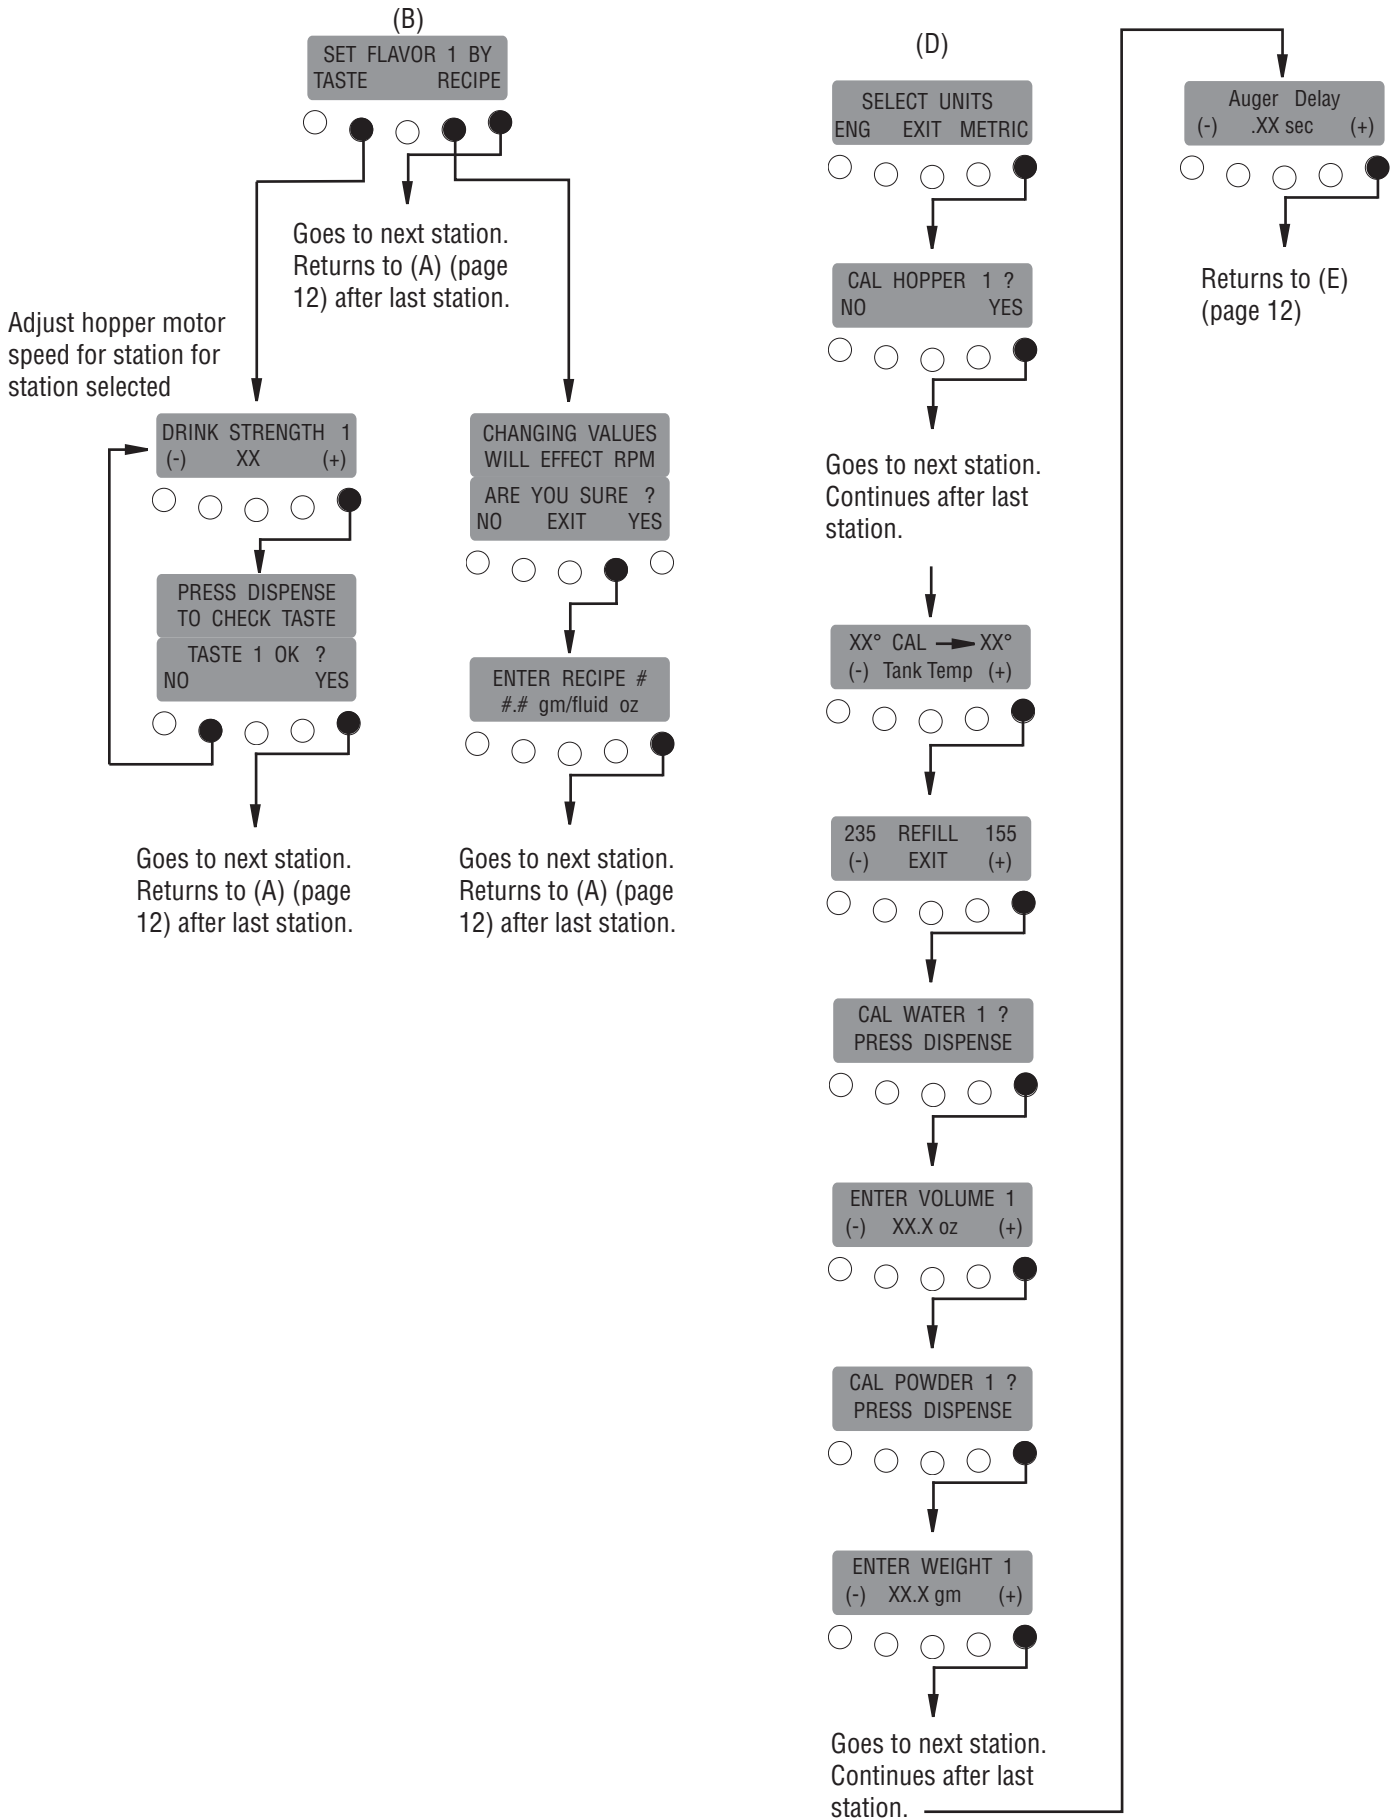 (B)
SET FLAVOR 1 BY
TASTE RECIPE
Goes to next station.
Returns to (A) (page
12) after last station.
Adjust hopper motor
speed for station for
station selected
DRINK STRENGTH 1
(-) XX (+)
PRESS DISPENSE
TO CHECK TASTE
TASTE 1 OK ?
NO YES
Goes to next station.
Returns to (A) (page
12) after last station.
CHANGING VALUES
WILL EFFECT RPM
ARE YOU SURE ?
NO EXIT YES
ENTER RECIPE #
#.# gm/fluid oz
Goes to next station.
Returns to (A) (page
12) after last station.
(D)
SELECT UNITS
ENG EXIT METRIC
CAL HOPPER 1 ?
NO YES
Goes to next station.
Continues after last
station.
XX° CAL → XX°
(-) Tank Temp (+)
235 REFILL 155
(-) EXIT (+)
CAL WATER 1 ?
PRESS DISPENSE
ENTER VOLUME 1
(-) XX.X oz (+)
CAL POWDER 1 ?
PRESS DISPENSE
ENTER WEIGHT 1
(-) XX.X gm (+)
Goes to next station.
Continues after last
station.
Auger Delay
(-) .XX sec (+)
Returns to (E)
(page 12)